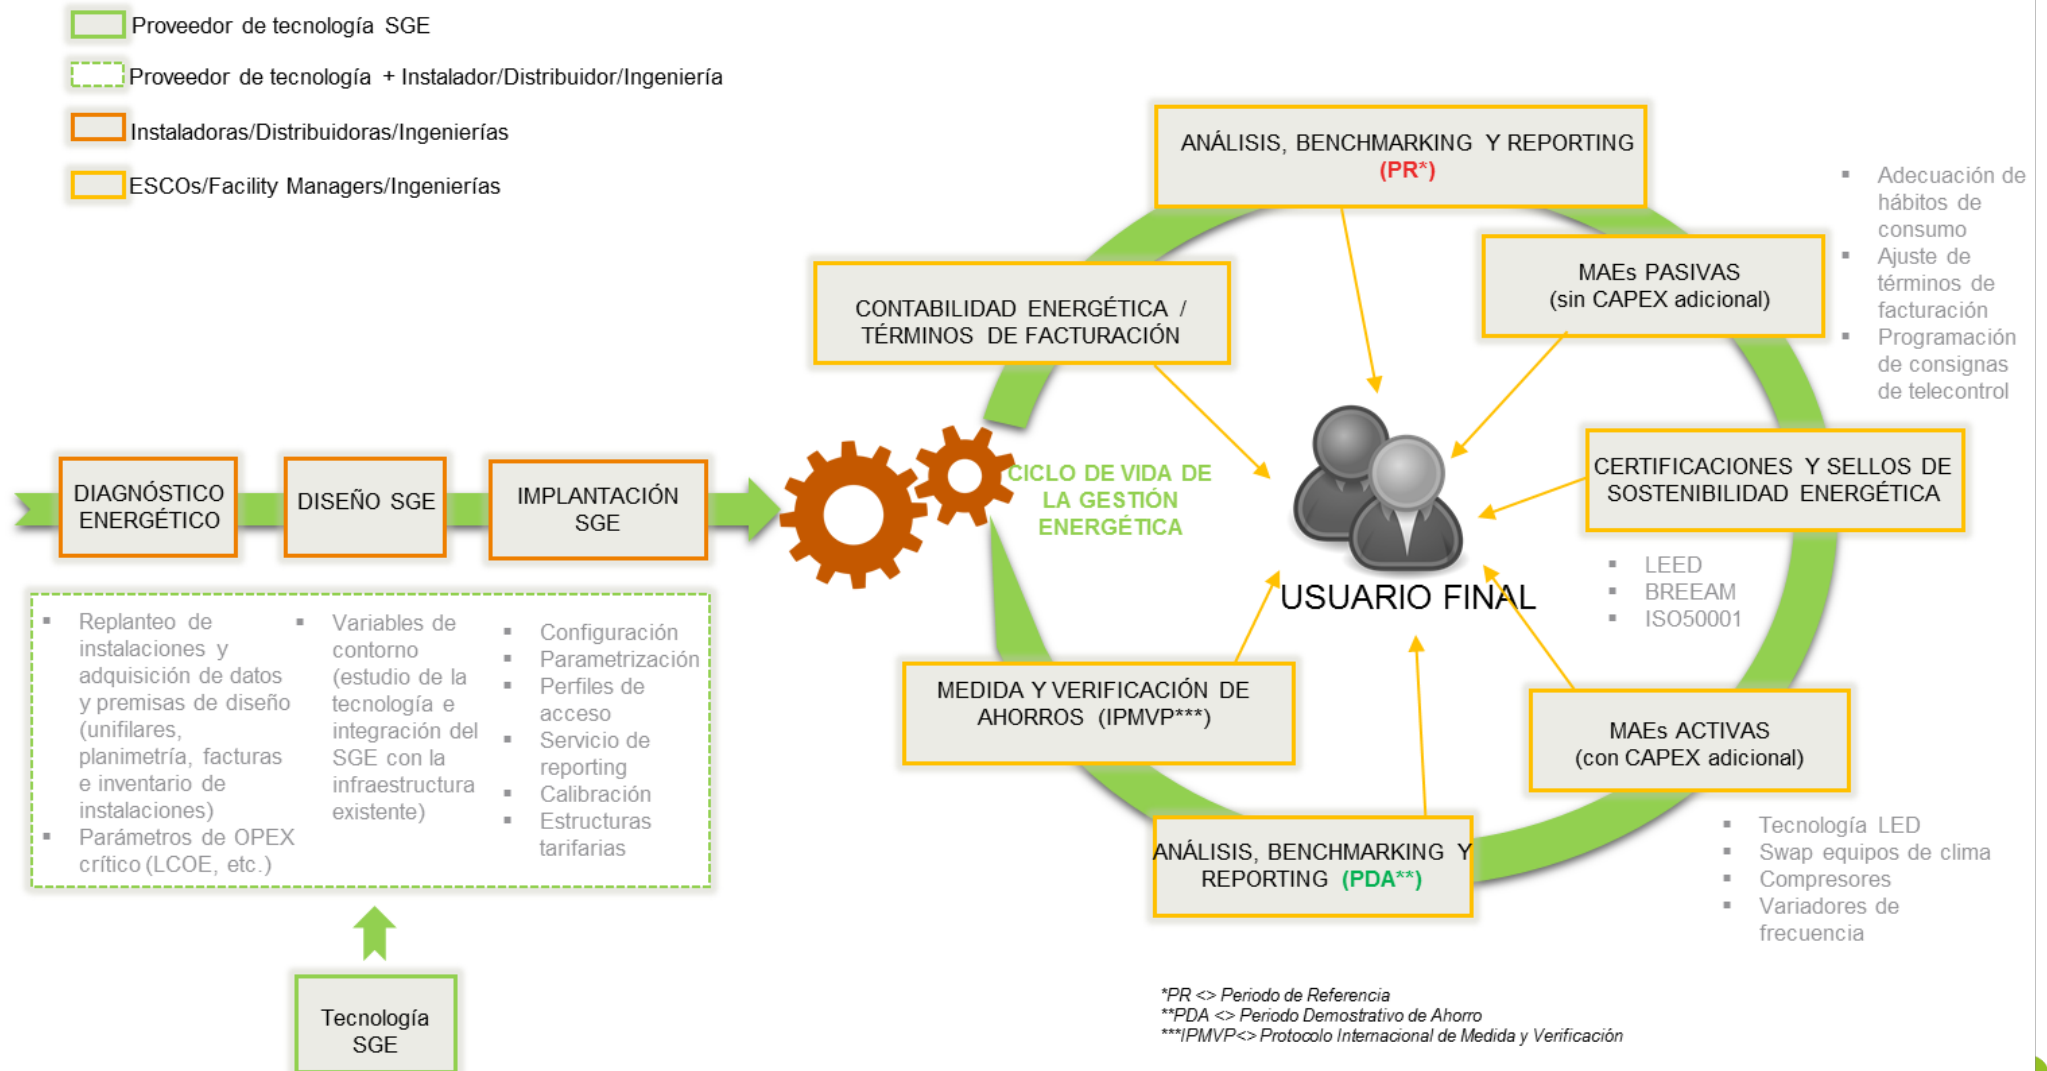 Proveedor de tecnología SGE
Proveedor de tecnología + Instalador/Distribuidor/Ingeniería
Instaladoras/Distribuidoras/Ingenierías
ESCOs/Facility Managers/Ingenierías
ANÁLISIS, BENCHMARKING Y REPORTING
(PR*)
MAEs PASIVAS
(sin CAPEX adicional)
▪ Adecuación de
hábitos de
consumo
▪ Ajuste de
términos de
facturación
▪ Programación
de consignas
de telecontrol
CONTABILIDAD ENERGÉTICA /
TÉRMINOS DE FACTURACIÓN
CICLO DE VIDA DE
LA GESTIÓN
ENERGÉTICA
USUARIO FINAL
CERTIFICACIONES Y SELLOS DE
SOSTENIBILIDAD ENERGÉTICA
▪ LEED
▪ BREEAM
▪ ISO50001
DIAGNÓSTICO
ENERGÉTICO
DISEÑO SGE
IMPLANTACIÓN
SGE
▪ Replanteo de
instalaciones y
adquisición de datos
y premisas de diseño
(unifilares,
planimetría, facturas
e inventario de
instalaciones)
▪ Parámetros de OPEX
crítico (LCOE, etc.)
▪ Variables de
contorno
(estudio de la
tecnología e
integración del
SGE con la
infraestructura
existente)
▪ Configuración
▪ Parametrización
▪ Perfiles de
acceso
▪ Servicio de
reporting
▪ Calibración
▪ Estructuras
tarifarias
Tecnología
SGE
MEDIDA Y VERIFICACIÓN DE
AHORROS (IPMVP***)
MAEs ACTIVAS
(con CAPEX adicional)
▪ Tecnología LED
▪ Swap equipos de clima
▪ Compresores
▪ Variadores de
frecuencia
ANÁLISIS, BENCHMARKING Y
REPORTING (PDA**)
*PR <> Periodo de Referencia
**PDA <> Periodo Demostrativo de Ahorro
***IPMVP<> Protocolo Internacional de Medida y Verificación